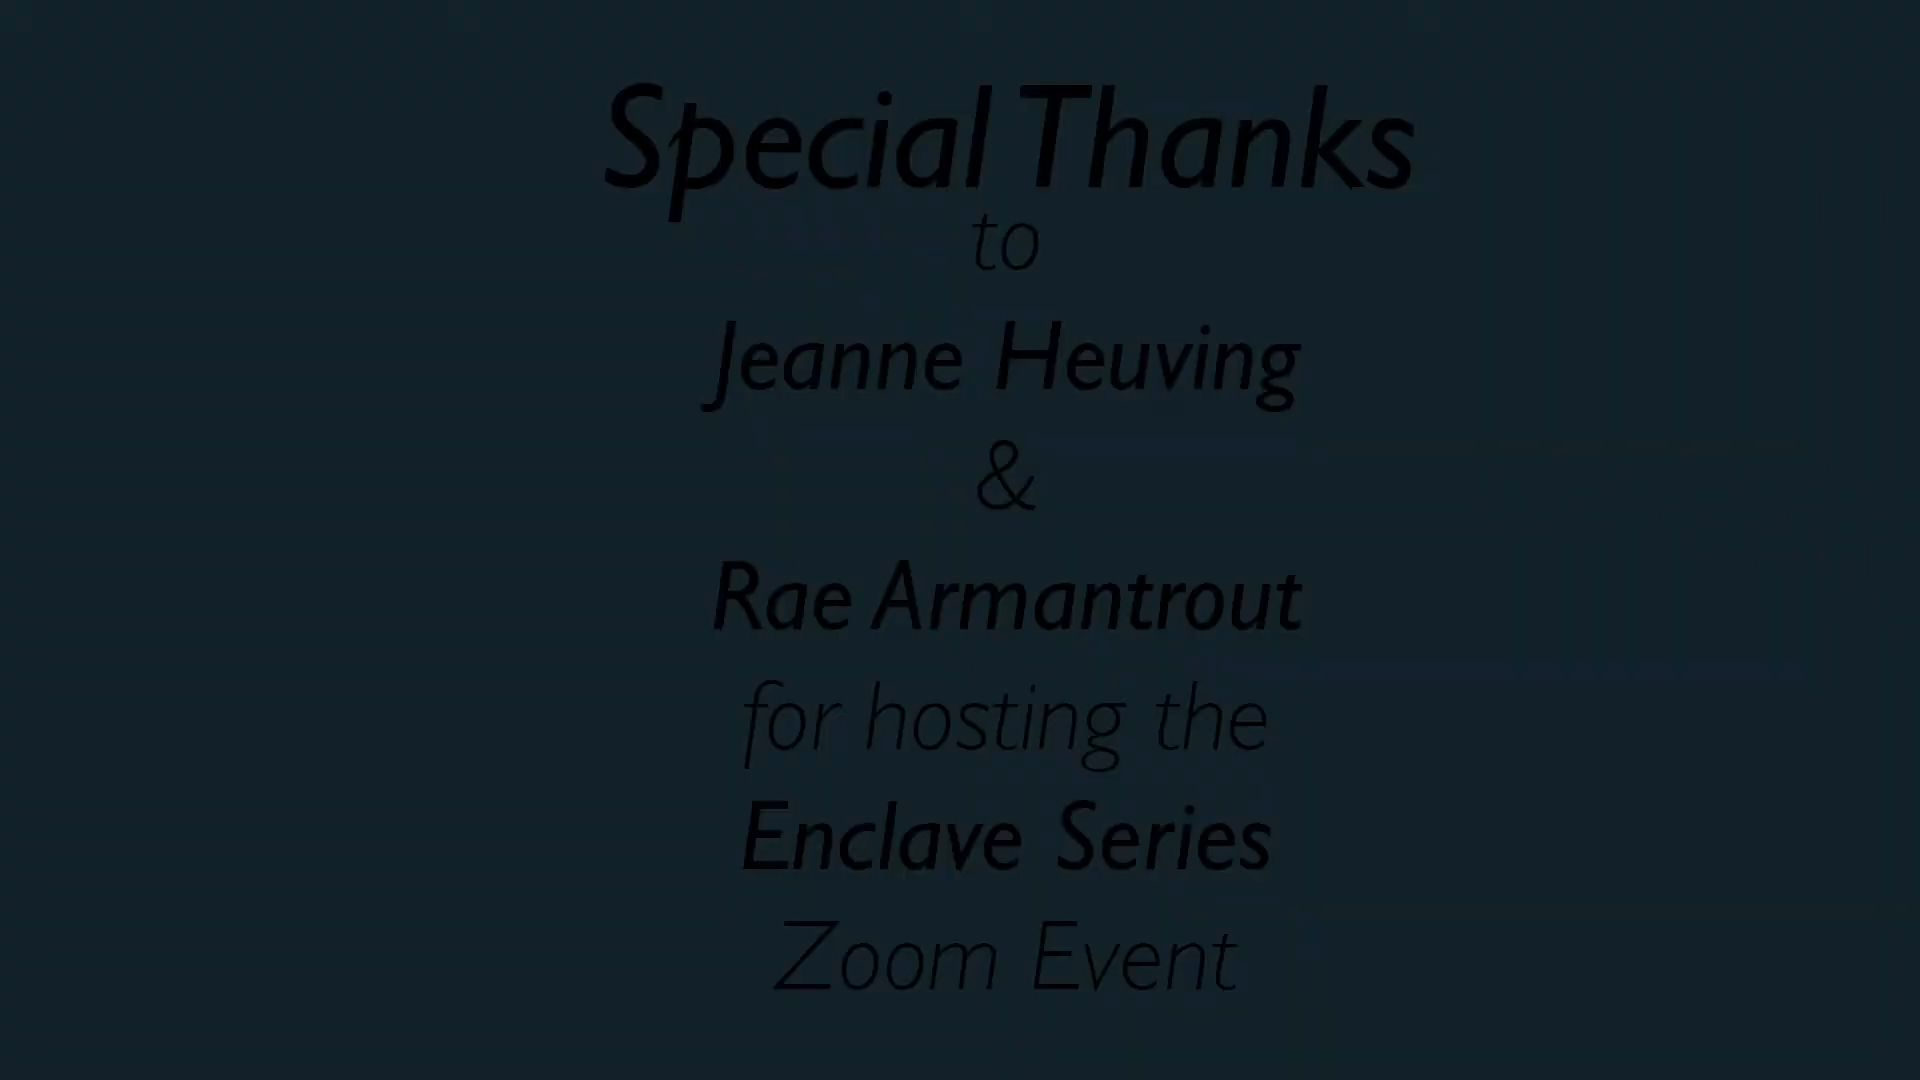 Special Thanks
to
Jeanne Heuving
&
Rae Armantrout
for hosting the
Enclave Series
Zoom Event